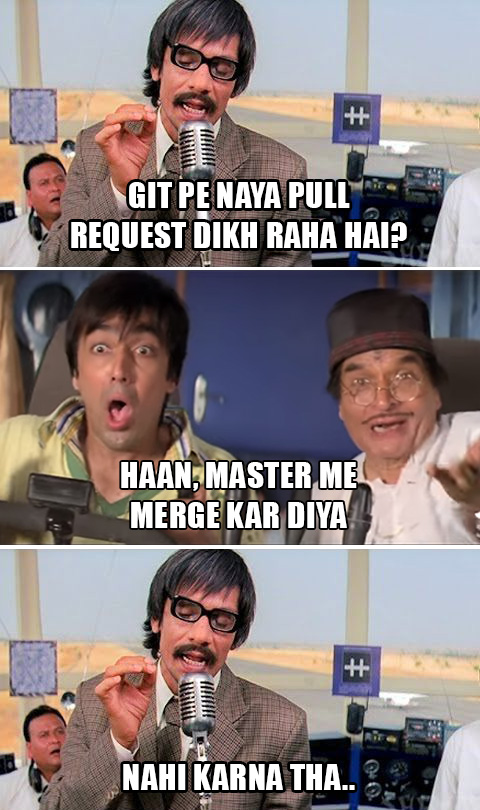 GIT PE NAYA PULL
REQUEST DIKH RAHA HAI?
HAAN, MASTER ME
MERGE KAR DIYA
NAHI KARNA THA..